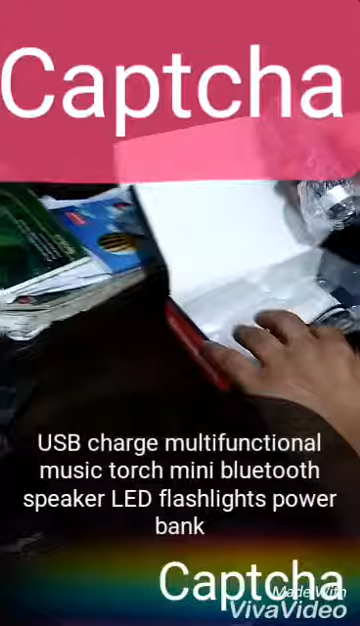 Captcha
USB charge multifunctional
music torch mini bluetooth
speaker LED flashlights power
bank
Captcha
Made With
VivaVideo